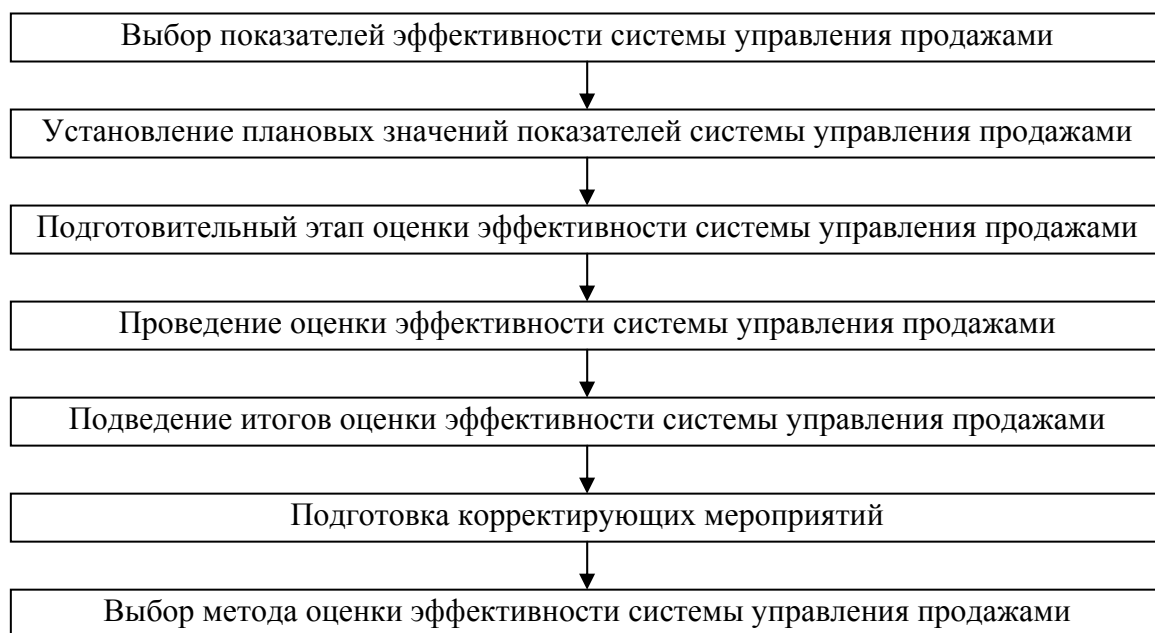 Выбор показателей эффективности системы управления продажами
Установление плановых значений показателей системы управления продажами
Подготовительный этап оценки эффективности системы управления продажами
Проведение оценки эффективности системы управления продажами
Подведение итогов оценки эффективности системы управления продажами
Подготовка корректирующих мероприятий
Выбор метода оценки эффективности системы управления продажами